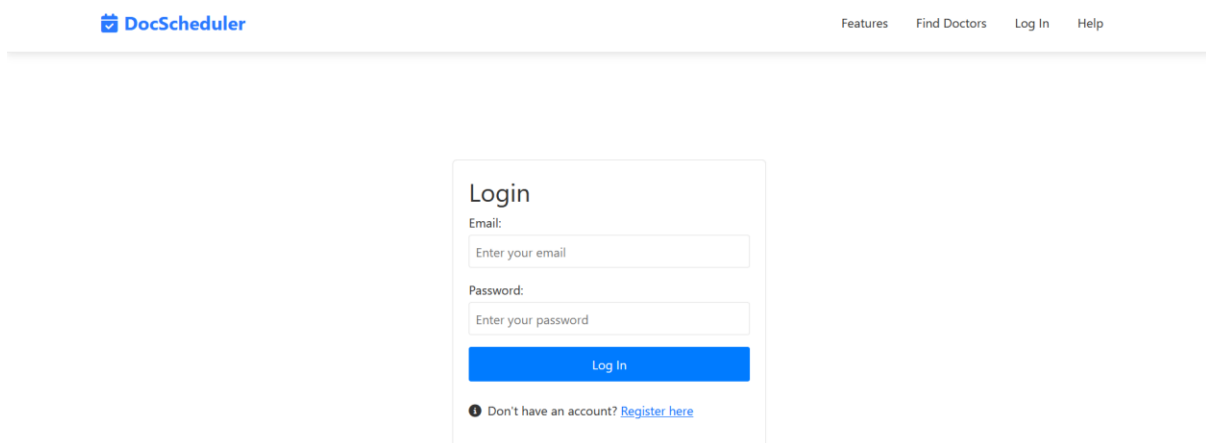 DocScheduler Features Find Doctors Log In Help
Login
Email:
Enter your email
Password:
Enter your password
Log In
Don't have an account? Register here